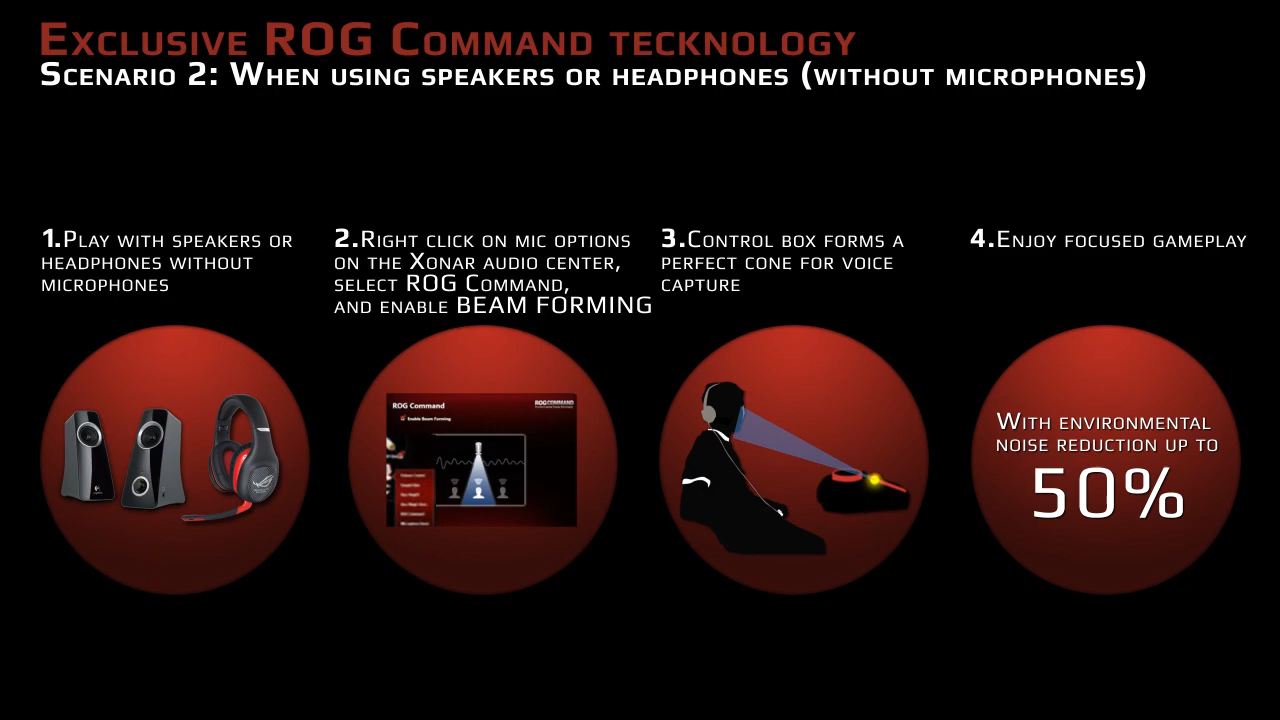 Exclusive ROG Command tecknology
Scenario 2: When using speakers or headphones (without microphones)
1.Play with speakers or
headphones without
microphones
2.Right click on mic options
on the Xonar audio center,
select ROG Command,
and enable BEAM FORMING
3.Control box forms a
perfect cone for voice
capture
4.Enjoy focused gameplay
ROG Command
ROG COMMAND
Enable Beam Forming
With environmental
noise reduction up to
50%